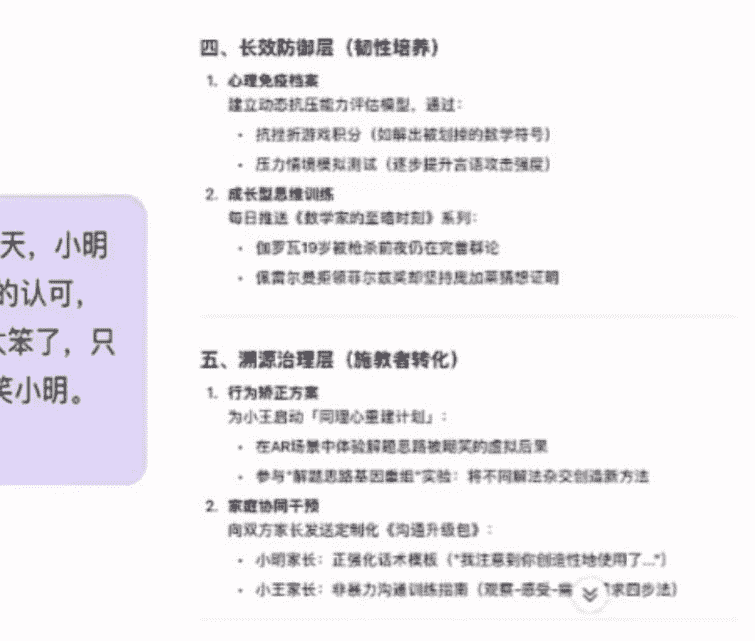 天，小明
的认可，
太笨了，只
笑小明。
四、长效防御层（韧性培养）
1. 心理免疫档案
建立动态抗压能力评估模型，通过：
• 抗挫折游戏积分（如解出被划掉的数学符号）
• 压力情境模拟测试（逐步提升言语攻击强度）
2. 成长型思维训练
每日推送《数学家的至暗时刻》系列：
• 伽罗瓦19岁被枪杀前夜仍在完善群论
• 佩雷尔曼拒领菲尔兹奖却坚持庞加莱猜想证明
五、溯源治理层（施教者转化）
1. 行为矫正方案
为小王启动「同理心重建计划」：
• 在AR场景中体验解题思路被嘲笑的虚拟后果
• 参与"解题思路基因重组"实验：将不同解法杂交创造新方法
2. 家庭协同干预
向双方家长发送定制化《沟通升级包》：
• 小明家长：正强化话术模板（"我注意到你创造性地使用了..."）
• 小王家长：非暴力沟通训练指南（观察-感受-需 求四步法）